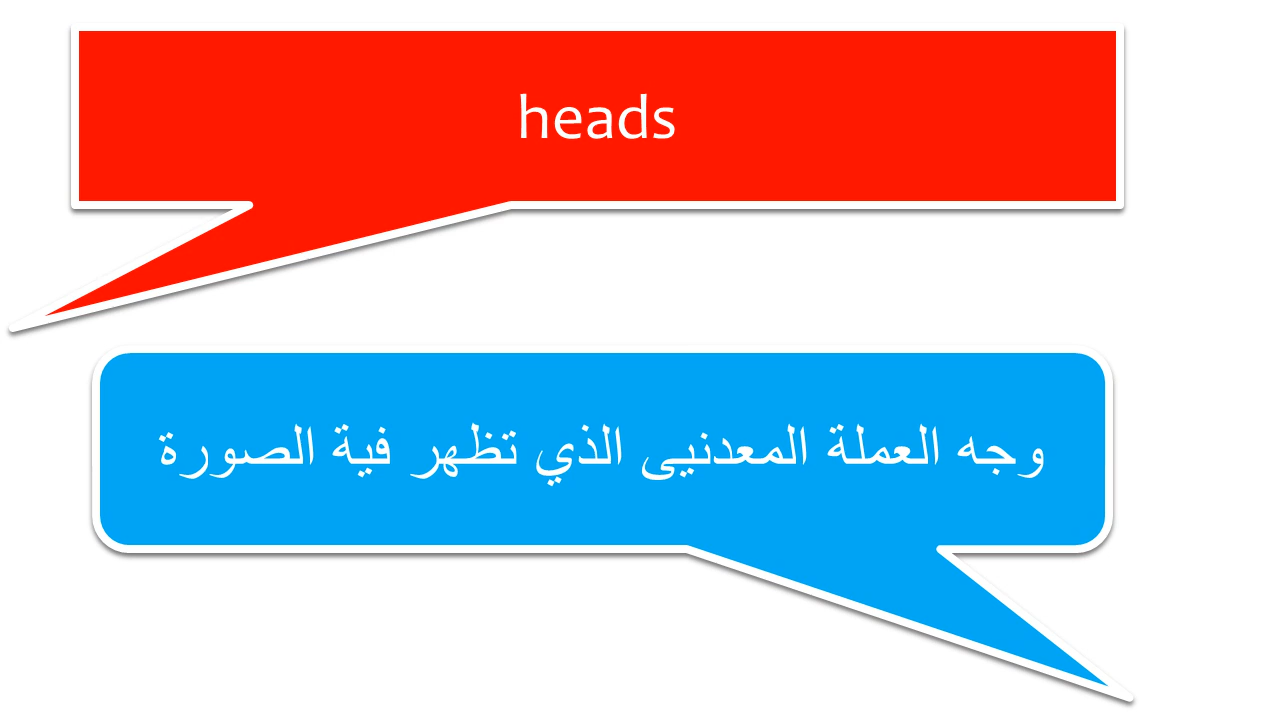 heads
وجه العملة المعدنيى الذي تظهر فية الصورة